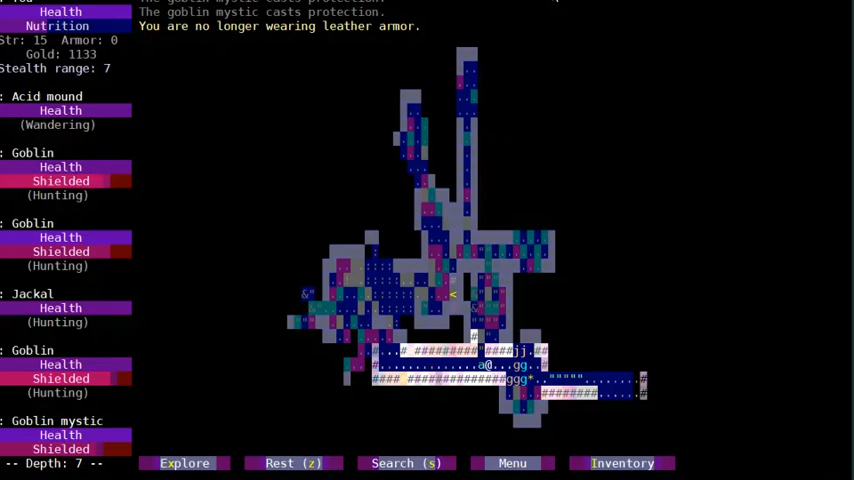 The goblin mystic casts protection.
The goblin mystic casts protection.
You are no longer wearing leather armor.
Health
Nutrition
Str: 15 Armor: 0
Gold: 1133
Stealth range: 7
: Acid mound
Health
(Wandering)
: Goblin
Health
Shielded
(Hunting)
: Goblin
Health
Shielded
(Hunting)
: Jackal
Health
(Hunting)
: Goblin
Health
Shielded
(Hunting)
: Goblin mystic
Health
Shielded
-- Depth: 7 --
Explore Rest (z) Search (s) Menu Inventory